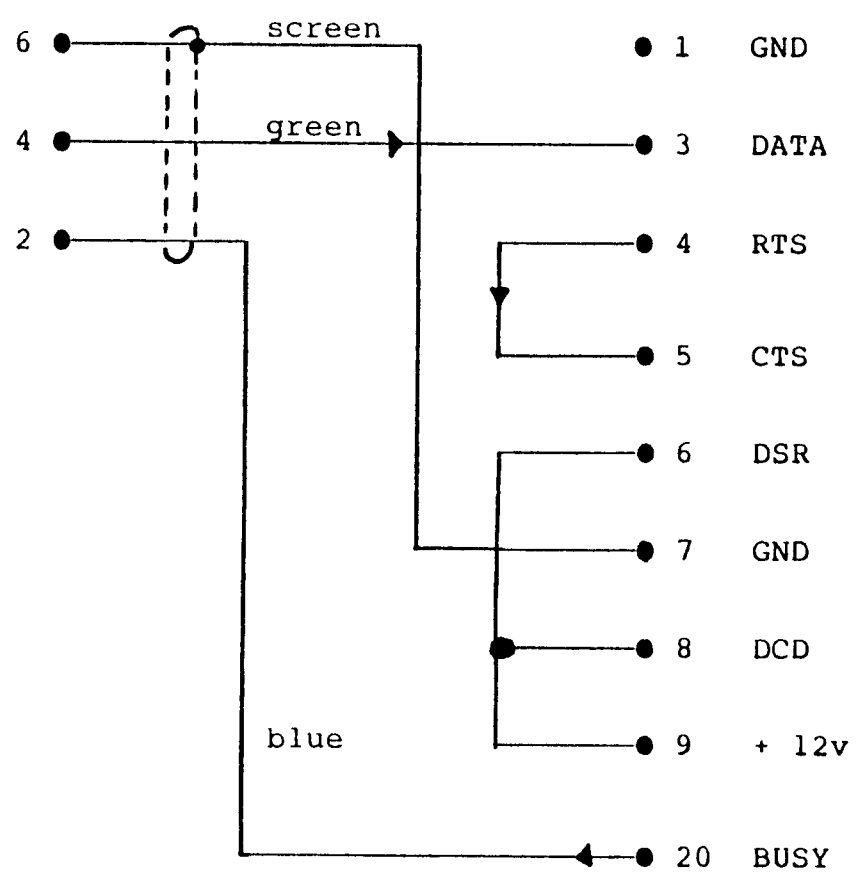 6 screen 1 GND
4 green 3 DATA
2 4 RTS
5 CTS
6 DSR
7 GND
8 DCD
blue 9 + 12v
20 BUSY